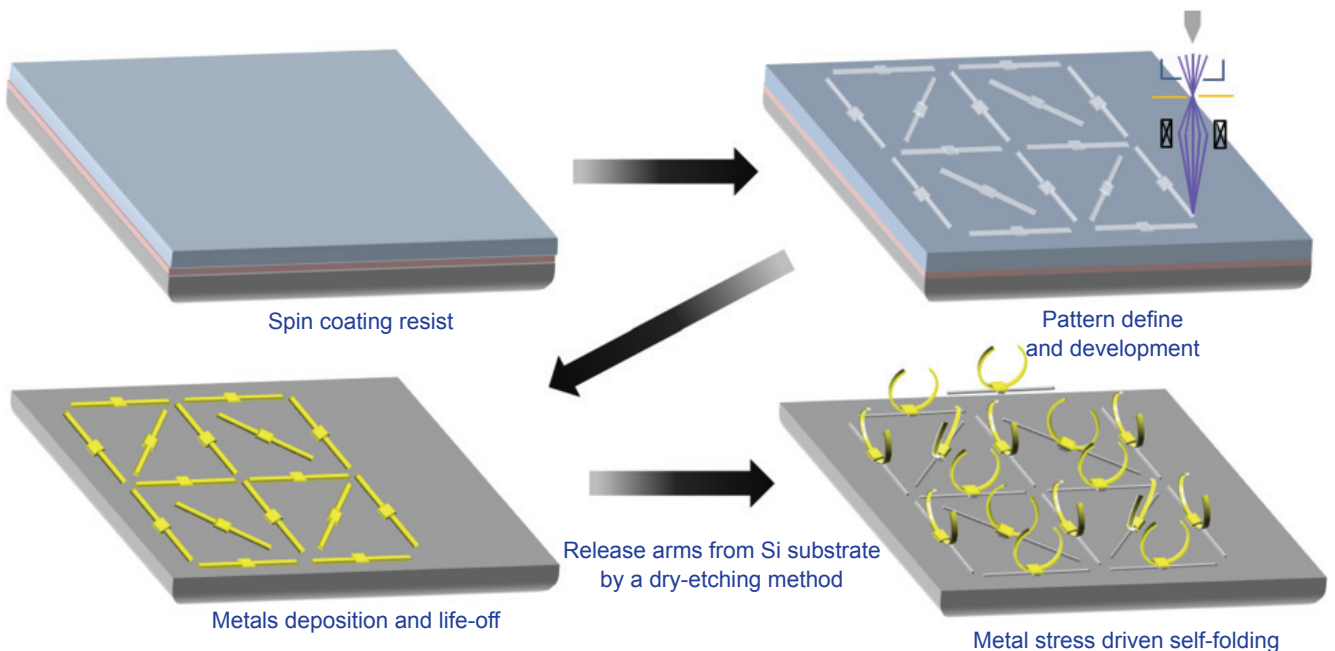 Spin coating resist
Pattern define
and development
Release arms from Si substrate
by a dry-etching method
Metals deposition and life-off
Metal stress driven self-folding